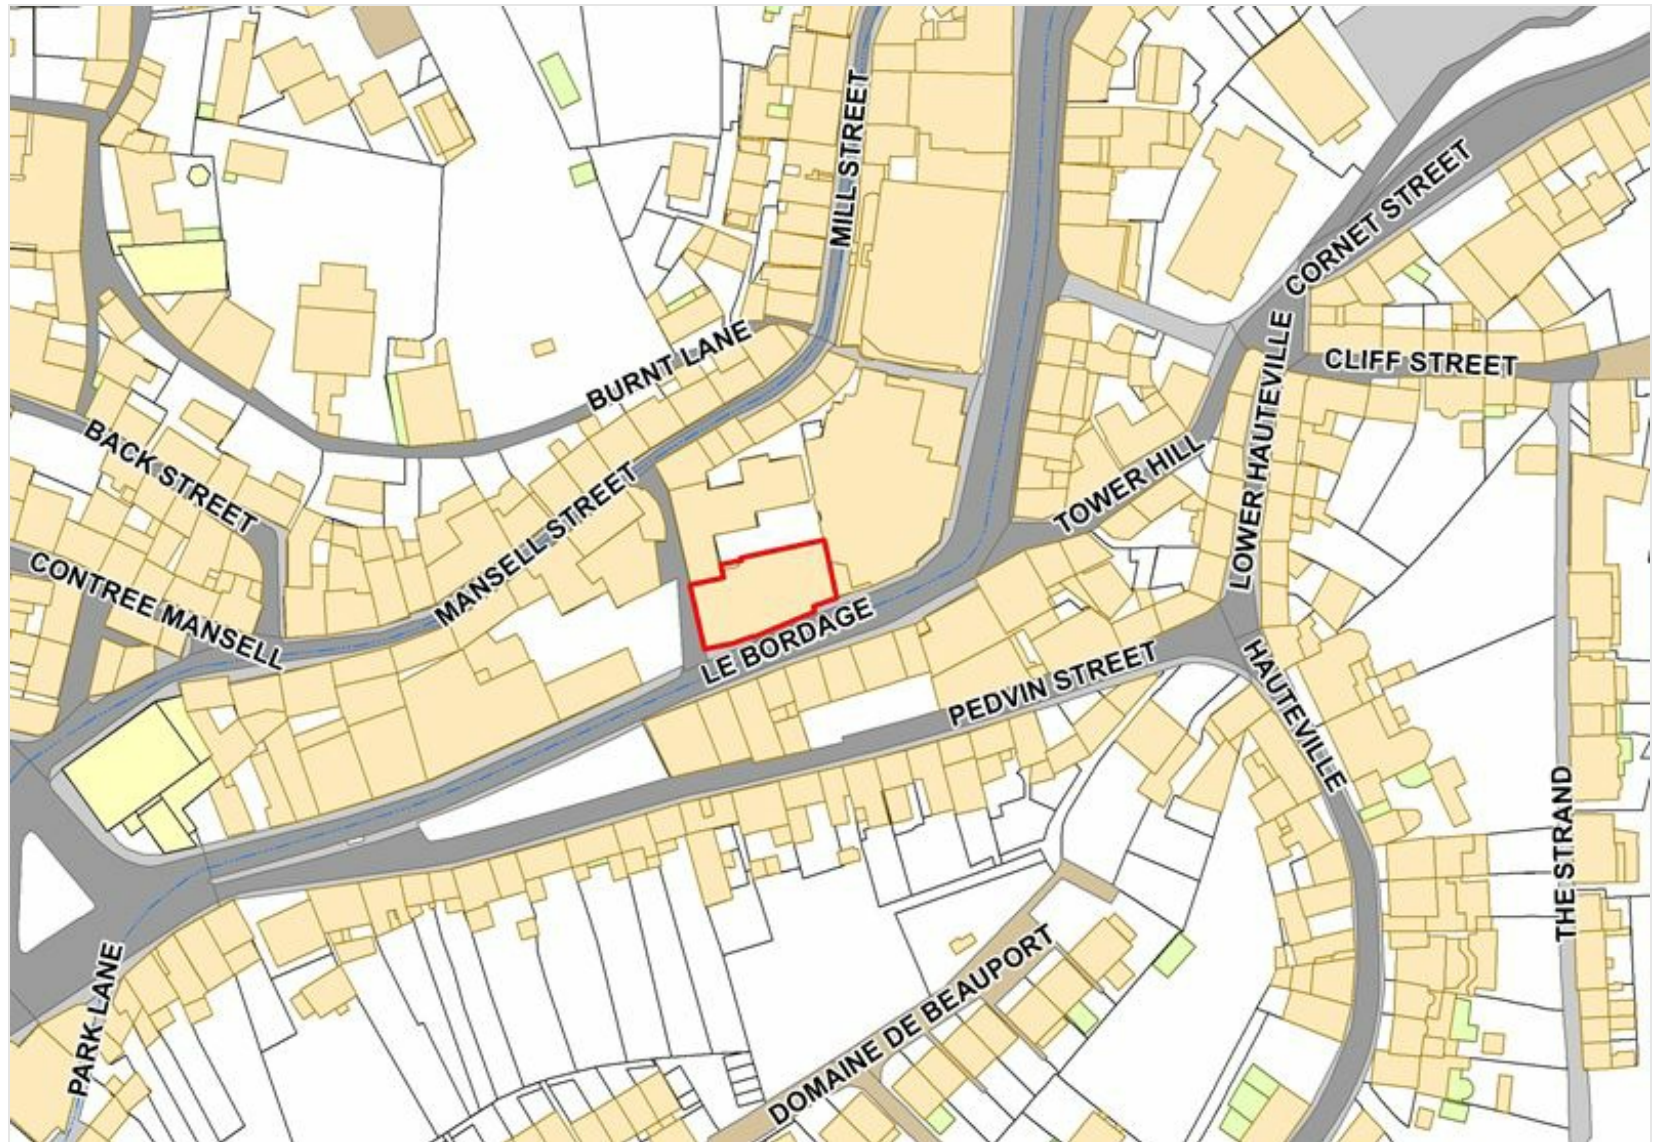 MILL STREET
CORNET STREET
BURNT LANE
LOWER HAUTEVILLE
CLIFF STREET
BACK STREET
TOWER HILL
MANSELL STREET
CONTREE MANSELL
LE BORDAGE
PEDVIN STREET
HAUTEVILLE
THE STRAND
PARK LANE
DOMAINE DE BEAUPORT